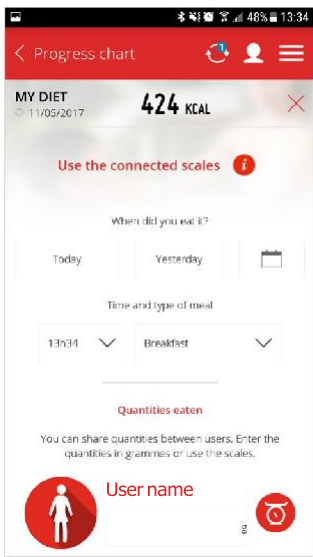 48% 13:34
Progress chart
1
MY DIET
11/05/2017
424 KCAL
Use the connected scales i
When did you eat it?
Today Yesterday
Time and type of meal
13h34 Breakfast
Quantities eaten
You can share quantities between users. Enter the
quantities in grammes or use the scales.
User name
g